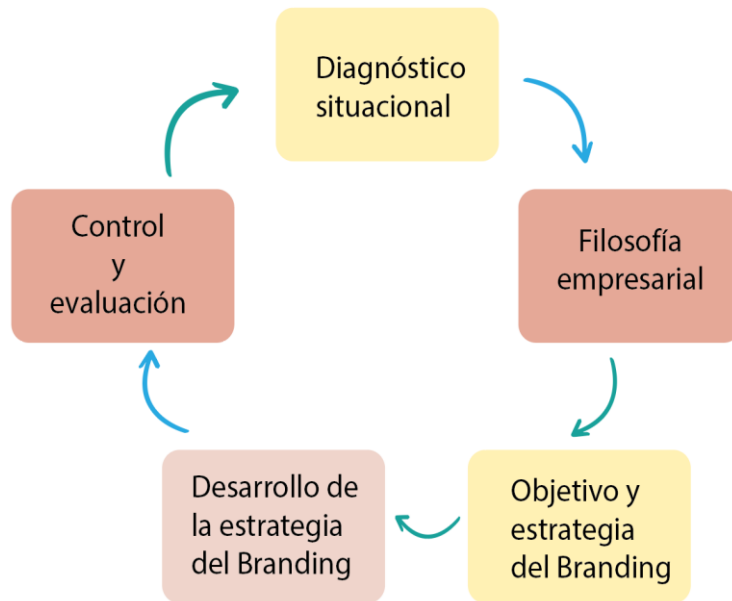 Diagnóstico
situacional
Filosofía
empresarial
Objetivo y
estrategia
del Branding
Desarrollo de
la estrategia
del Branding
Control
y
evaluación